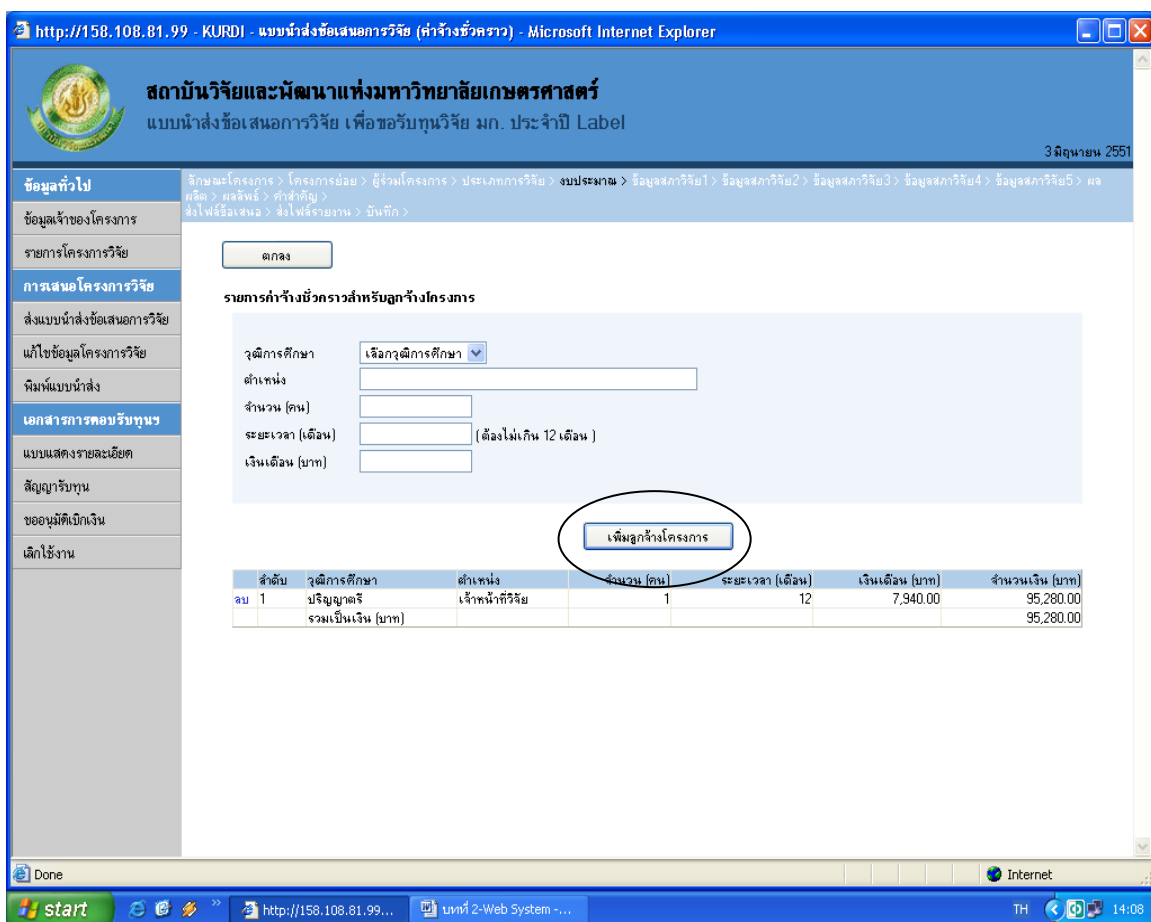 http://158.108.81.99 - KURDI - แบบนำส่งข้อเสนอการวิจัย (ค่าจ้างชั่วคราว) - Microsoft Internet Explorer
สถาบันวิจัยและพัฒนาแห่งมหาวิทยาลัยเกษตรศาสตร์
แบบนำส่งข้อเสนอการวิจัย เพื่อขอรับทุนวิจัย มก. ประจำปี Label
3 มิถุนายน 2551
ลักษณะโครงการ > โครงการย่อย > ผู้ร่วมโครงการ > ประเภทการวิจัย > งบประมาณ > ข้อมูลสภาวิจัย1 > ข้อมูลสภาวิจัย2 > ข้อมูลสภาวิจัย3 > ข้อมูลสภาวิจัย4 > ข้อมูลสภาวิจัย5 > ผล
ผลิต > ผลลัพธ์ > คำสำคัญ >
ส่งไฟล์ข้อเสนอ > ส่งไฟล์รายงาน > บันทึก >
ข้อมูลทั่วไป
ข้อมูลเจ้าของโครงการ
รายการโครงการวิจัย
การเสนอโครงการวิจัย
ส่งแบบนำส่งข้อเสนอการวิจัย
แก้ไขข้อมูลโครงการวิจัย
พิมพ์แบบนำส่ง
เอกสารการตอบรับทุนฯ
แบบแสดงรายละเอียด
สัญญารับทุน
ขออนุมัติเบิกเงิน
เลิกใช้งาน
ตกลง
รายการค่าจ้างชั่วคราวสำหรับลูกจ้างโครงการ
วุฒิการศึกษา เลือกวุฒิการศึกษา
ตำแหน่ง
จำนวน (คน)
ระยะเวลา (เดือน) ( ต้องไม่เกิน 12 เดือน )
เงินเดือน (บาท)
เพิ่มลูกจ้างโครงการ
ลำดับ วุฒิการศึกษา ตำแหน่ง จำนวน (คน) ระยะเวลา (เดือน) เงินเดือน (บาท) จำนวนเงิน (บาท)
ลบ 1 ปริญญาตรี เจ้าหน้าที่วิจัย 1 12 7,940.00 95,280.00
รวมเป็นเงิน (บาท) 95,280.00
Done Internet
start http://158.108.81.99... บทที่ 2-Web System -... TH 14:08